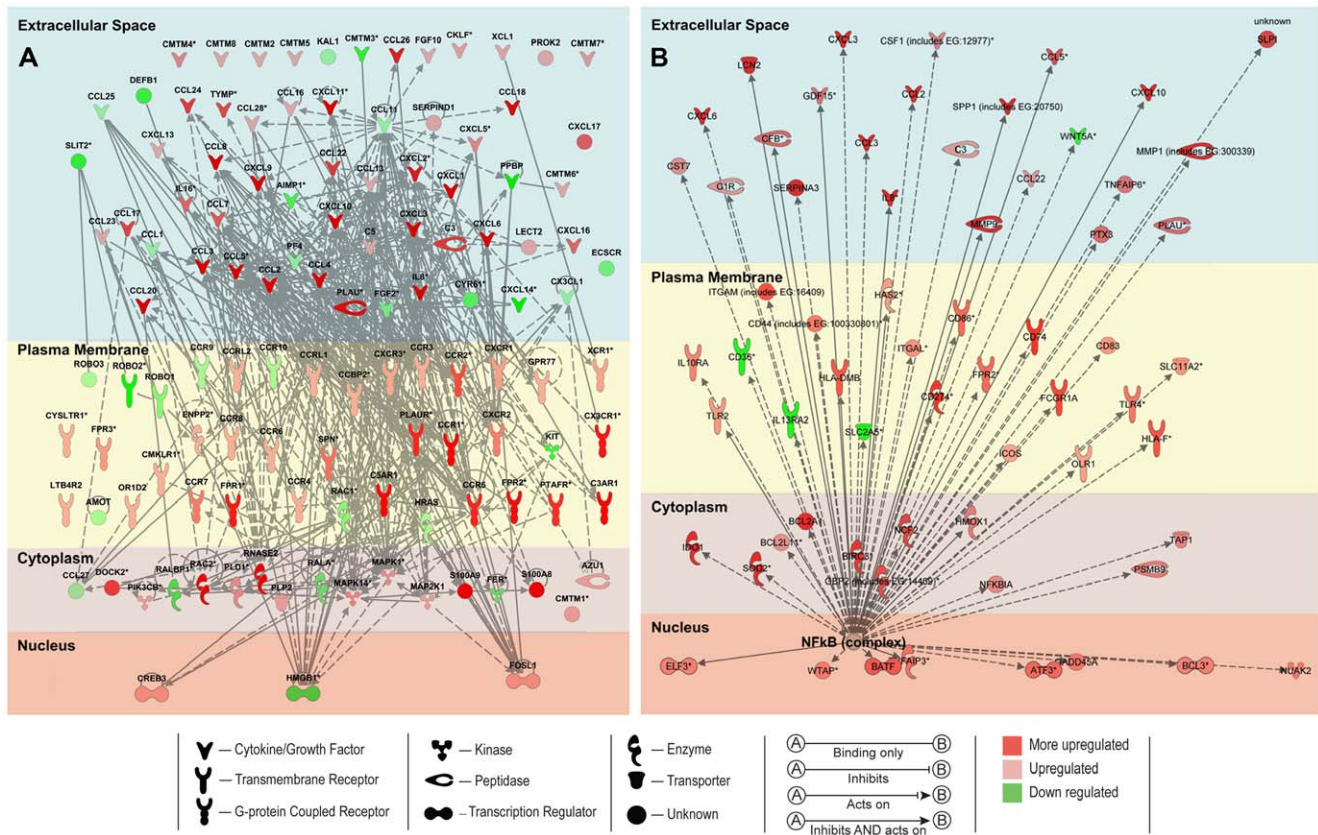 Extracellular Space
A
CMTM4*
CMTM8
CMTM2
CMTM5
KAL1
CMTM3*
CCL26
FGF10
CKLF*
XCL1
PROK2
CMTM7*
CCL25
DEFB1
CCL24
TYMP*
CCL28*
CCL16
CXCL11*
CCL11
SERPIND1
CCL18
SLIT2*
CXCL13
CCL8
CXCL9
CCL22
CCL13
CXCL2*
CXCL5*
CXCL17
IL16*
AIMP1*
CXCL1
PPBP
CMTM6*
CCL23
CCL17
CCL7
CXCL10
CXCL3
CXCL6
CCL1
C5
C3
LECT2
CXCL16
CCL3
CCL5*
CCL2
PF4
CCL4
ECSCR
CCL20
PLAU*
FGF2*
IL8*
CYR61*
CXCL14*
CX3CL1
Plasma Membrane
ROBO3
ROBO2*
ROBO1
CCR9
CCRL2
CCR10
CCRL1
CXCR3*
CCR3
CCR2*
CXCR1
GPR77
XCR1*
CCBP2*
CYSLTR1*
FPR3*
ENPP2*
CCR8
CCR6
SPN*
PLAUR*
CCR1*
CXCR2
KIT
CX3CR1*
CMKLR1*
LTB4R2
AMOT
OR1D2
CCR7
FPR1*
CCR4
RAC1*
C5AR1
HRAS
CCR5
FPR2*
PTAFR*
C3AR1
Cytoplasm
CCL27
DOCK2*
PIK3CB*
RALBP1*
RAC2*
PLD1*
RNASE2
PLP2
RALA*
MAPK14*
MAPK1*
MAP2K1
S100A9
FER*
S100A8
AZU1
CMTM1*
Nucleus
CREB3
HMGB1*
FOSL1
Extracellular Space
B
unknown
SLPI
CXCL3
CSF1 (includes EG:12977)*
LCN2
CCL5*
GDF15*
CCL2
SPP1 (includes EG:20750)
CXCL10
CXCL6
CFB*
CCL3
C3
WNT5A*
MMP1 (includes EG:300339)
CST7
C1R
SERPINA3
IL8*
CCL22
TNFAIP6*
MMP9
PTX3
PLAU*
Plasma Membrane
ITGAM (includes EG:16409)
HAS2*
CD44 (includes EG:100330801)*
CD86*
CD74
IL10RA
CD36*
ITGAL*
CD83
SLC11A2*
HLA-DMB
FPR2*
CD274*
FCGR1A
TLR2
IL13RA2
SLC2A5*
TLR4*
HLA-F*
ICOS
OLR1
Cytoplasm
IDO1
BCL2A1
BCL2L11*
SOD2*
BIRC3*
NCF2
HMOX1
GBP2 (includes EG:14469)*
NFKBIA
TAP1
PSMB9
Nucleus
NFkB (complex)
ELF3*
WTAP*
BATF
ATF3*
GADD45A
BCL3*
NUAK2
— Cytokine/Growth Factor
— Transmembrane Receptor
— G-protein Coupled Receptor
— Kinase
— Peptidase
– Transcription Regulator
— Enzyme
— Transporter
— Unknown
A B
Binding only
A B
Inhibits
A B
Acts on
A B
Inhibits AND acts on
More upregulated
Upregulated
Down regulated